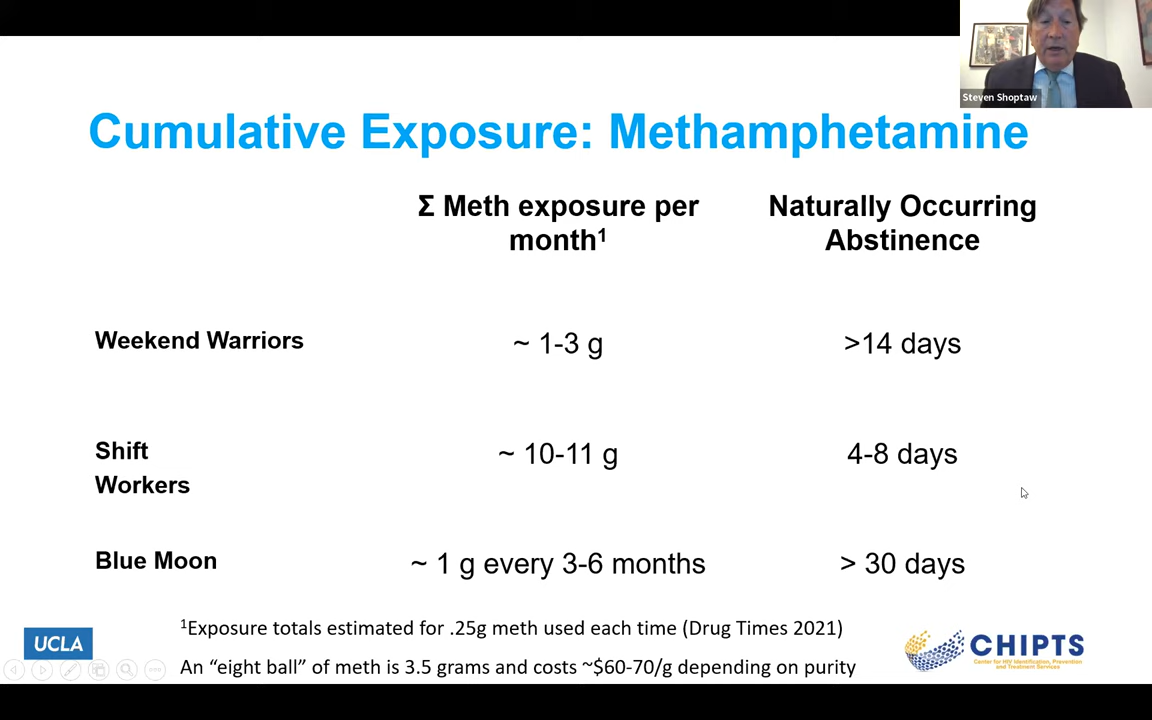 Steven Shoptaw
Cumulative Exposure: Methamphetamine
Σ Meth exposure per
month¹
Naturally Occurring
Abstinence
Weekend Warriors
~ 1-3 g
>14 days
Shift
Workers
~ 10-11 g
4-8 days
Blue Moon
~ 1 g every 3-6 months
> 30 days
¹Exposure totals estimated for .25g meth used each time (Drug Times 2021)
An “eight ball” of meth is 3.5 grams and costs ~$60-70/g depending on purity
UCLA
CHIPTS
Center for HIV Identification, Prevention
and Treatment Services